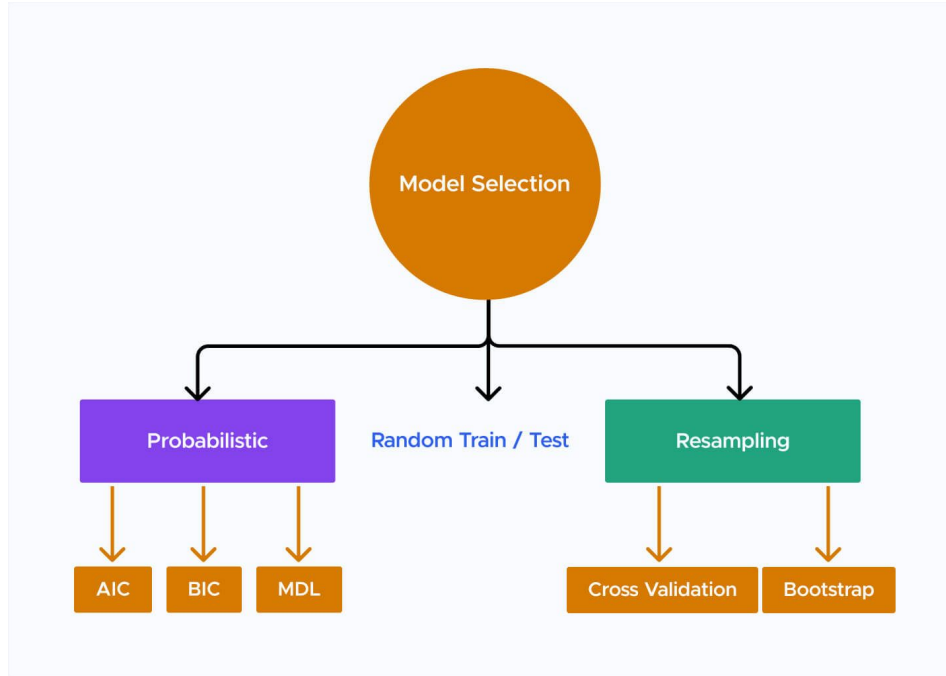 Model Selection
Probabilistic
Random Train / Test
Resampling
AIC
BIC
MDL
Cross Validation
Bootstrap